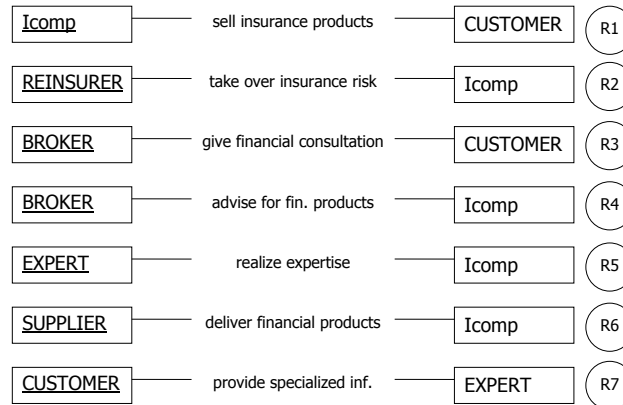 Icomp sell insurance products CUSTOMER R1
REINSURER take over insurance risk Icomp R2
BROKER give financial consultation CUSTOMER R3
BROKER advise for fin. products Icomp R4
EXPERT realize expertise Icomp R5
SUPPLIER deliver financial products Icomp R6
CUSTOMER provide specialized inf. EXPERT R7